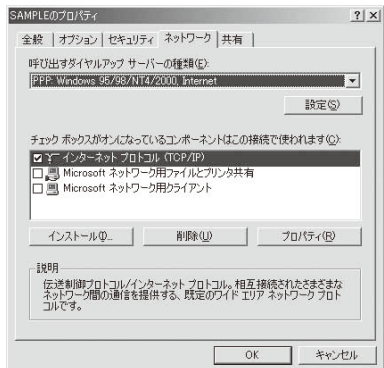 SAMPLEのプロパティ
? ×
全般 オプション セキュリティ ネットワーク 共有
呼び出すダイヤルアップ サーバーの種類(E):
PPP: Windows 95/98/NT4/2000, Internet
設定(S)
チェック ボックスがオンになっているコンポーネントはこの接続で使われます(C):
インターネット プロトコル (TCP/IP)
Microsoft ネットワーク用ファイルとプリンタ共有
Microsoft ネットワーク用クライアント
インストール(I)... 削除(U) プロパティ(R)
説明
伝送制御プロトコル/インターネット プロトコル。相互接続されたさまざまな
ネットワーク間の通信を提供する、既定のワイド エリア ネットワーク プロト
コルです。
OK キャンセル